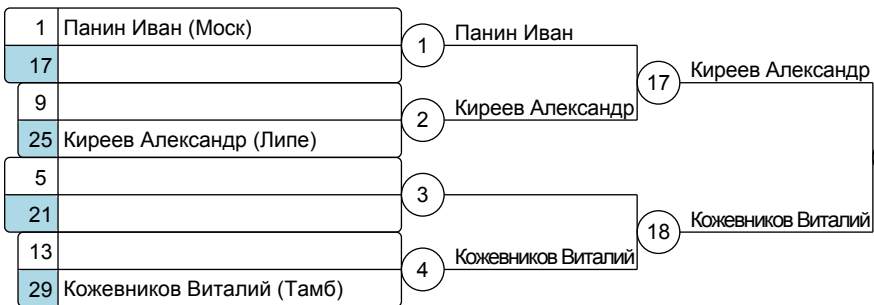 1 Панин Иван (Моск)
17
9
25 Киреев Александр (Липе)
5
21
13
29 Кожевников Виталий (Тамб)
1
2
3
4
Панин Иван
Киреев Александр
Кожевников Виталий
17
18
Киреев Александр
Кожевников Виталий